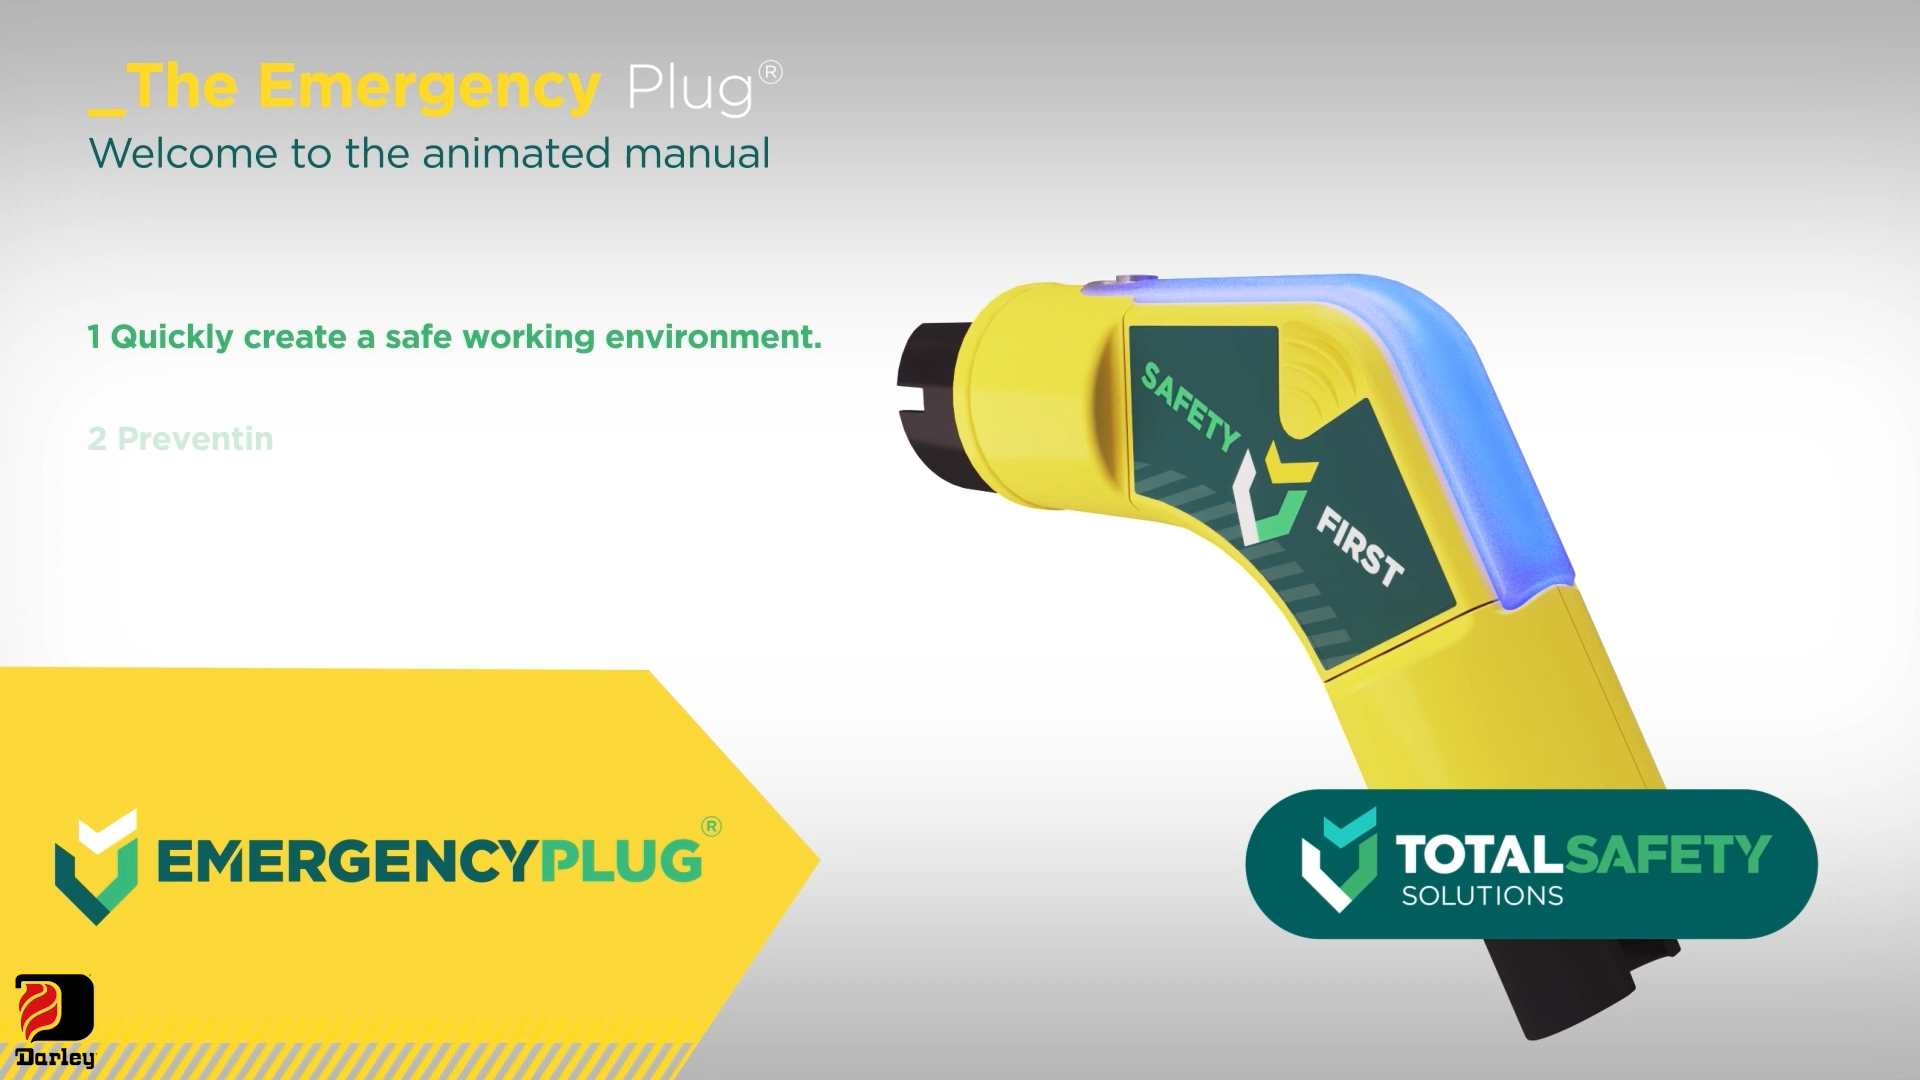 _The Emergency Plug®
Welcome to the animated manual
1 Quickly create a safe working environment.
2 Preventin
SAFETY
FIRST
EMERGENCYPLUG®
TOTALSAFETY
SOLUTIONS
Darley